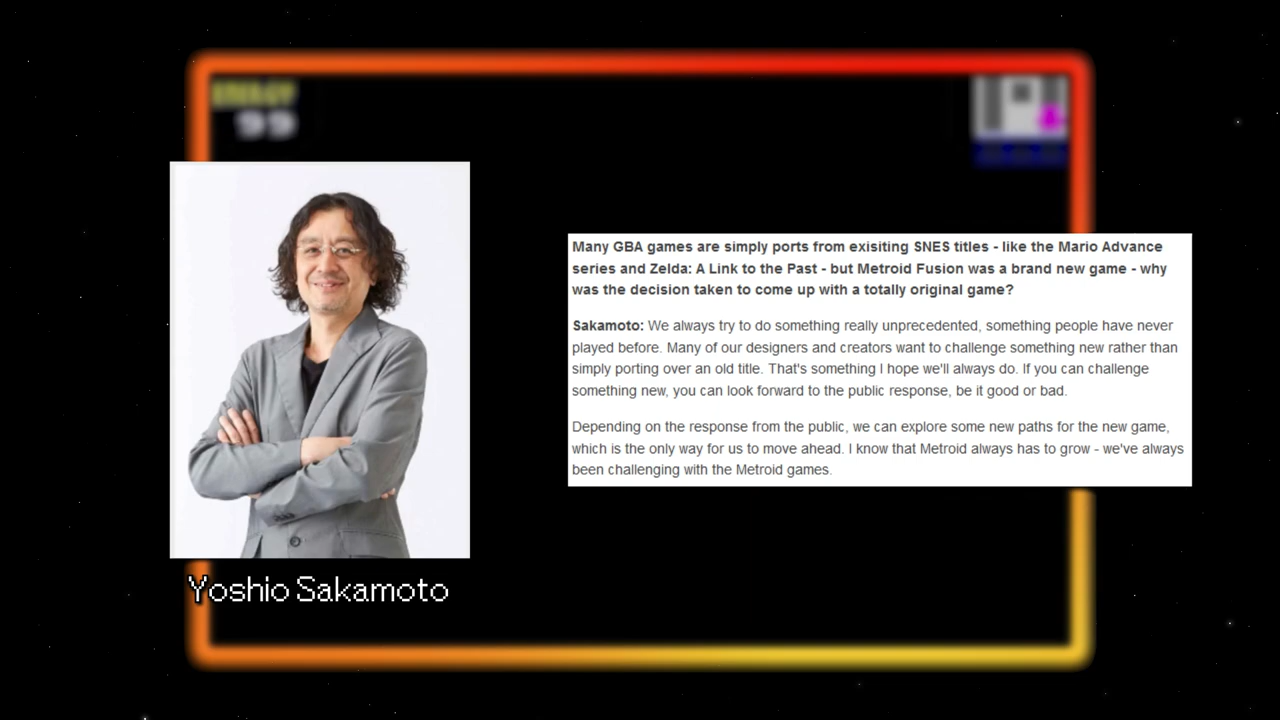 ENERGY
99
Many GBA games are simply ports from exisiting SNES titles - like the Mario Advance
series and Zelda: A Link to the Past - but Metroid Fusion was a brand new game - why
was the decision taken to come up with a totally original game?
Sakamoto: We always try to do something really unprecedented, something people have never
played before. Many of our designers and creators want to challenge something new rather than
simply porting over an old title. That's something I hope we'll always do. If you can challenge
something new, you can look forward to the public response, be it good or bad.
Depending on the response from the public, we can explore some new paths for the new game,
which is the only way for us to move ahead. I know that Metroid always has to grow - we've always
been challenging with the Metroid games.
Yoshio Sakamoto